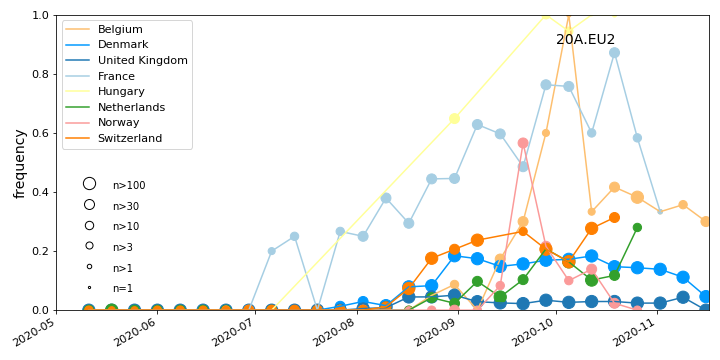 1.0
0.8
0.6
0.4
0.2
0.0
frequency
Belgium
Denmark
United Kingdom
France
Hungary
Netherlands
Norway
Switzerland
n>100
n>30
n>10
n>3
n>1
n=1
20A.EU2
2020-05
2020-06
2020-07
2020-08
2020-09
2020-10
2020-11